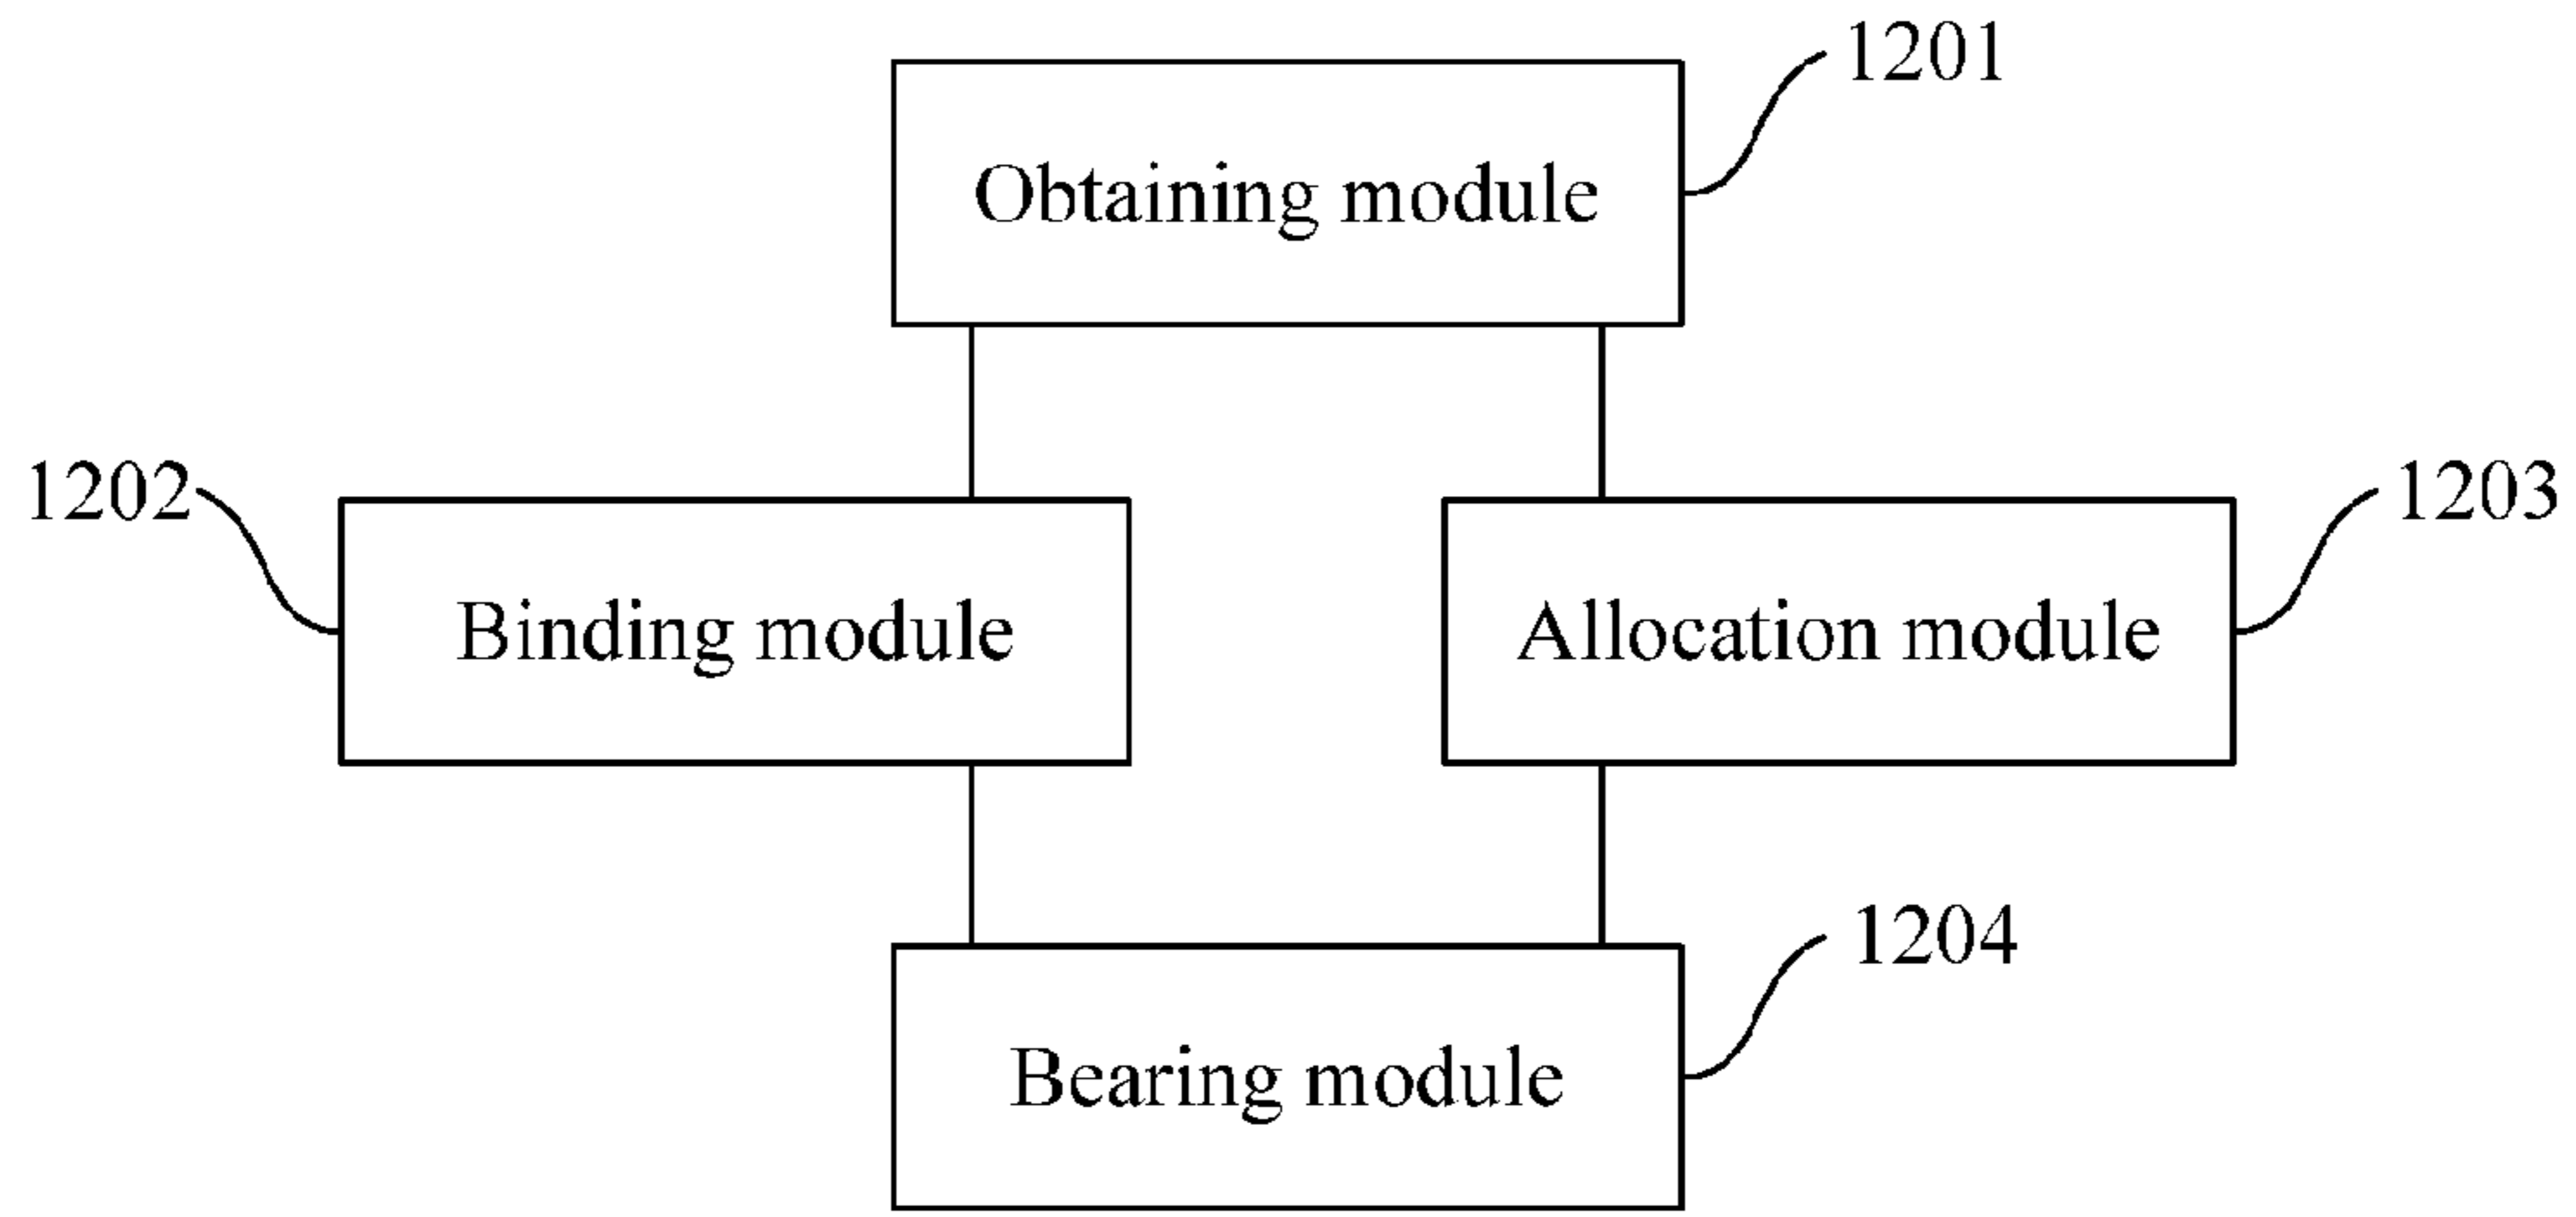 1201
Obtaining module
1202
1203
Binding module
Allocation module
1204
Bearing module